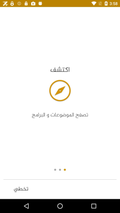 اكتشف
تصفح الموضوعات و البرامج
تخطي